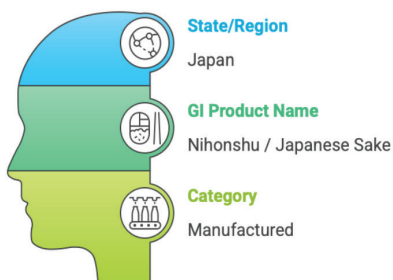 State/Region
Japan
GI Product Name
Nihonshu / Japanese Sake
Category
Manufactured